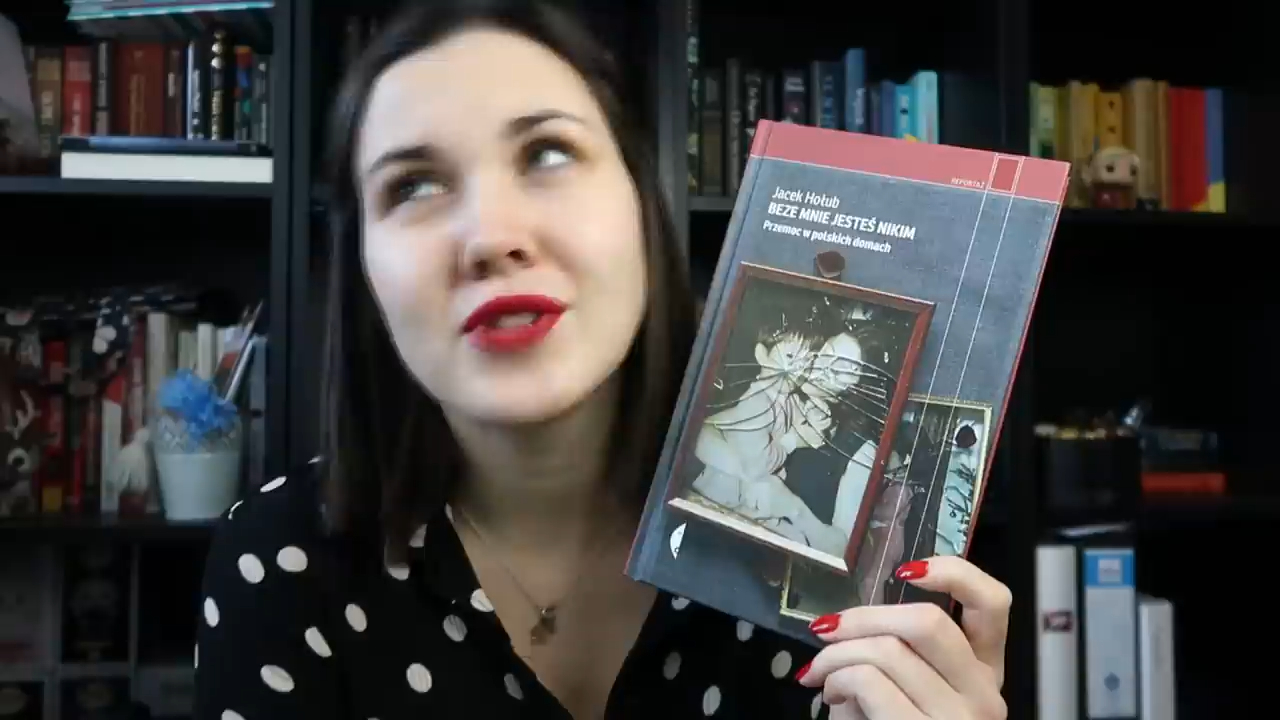 REPORTAŻ
Jacek Hołub
BEZE MNIE JESTEŚ NIKIM
Przemoc w polskich domach